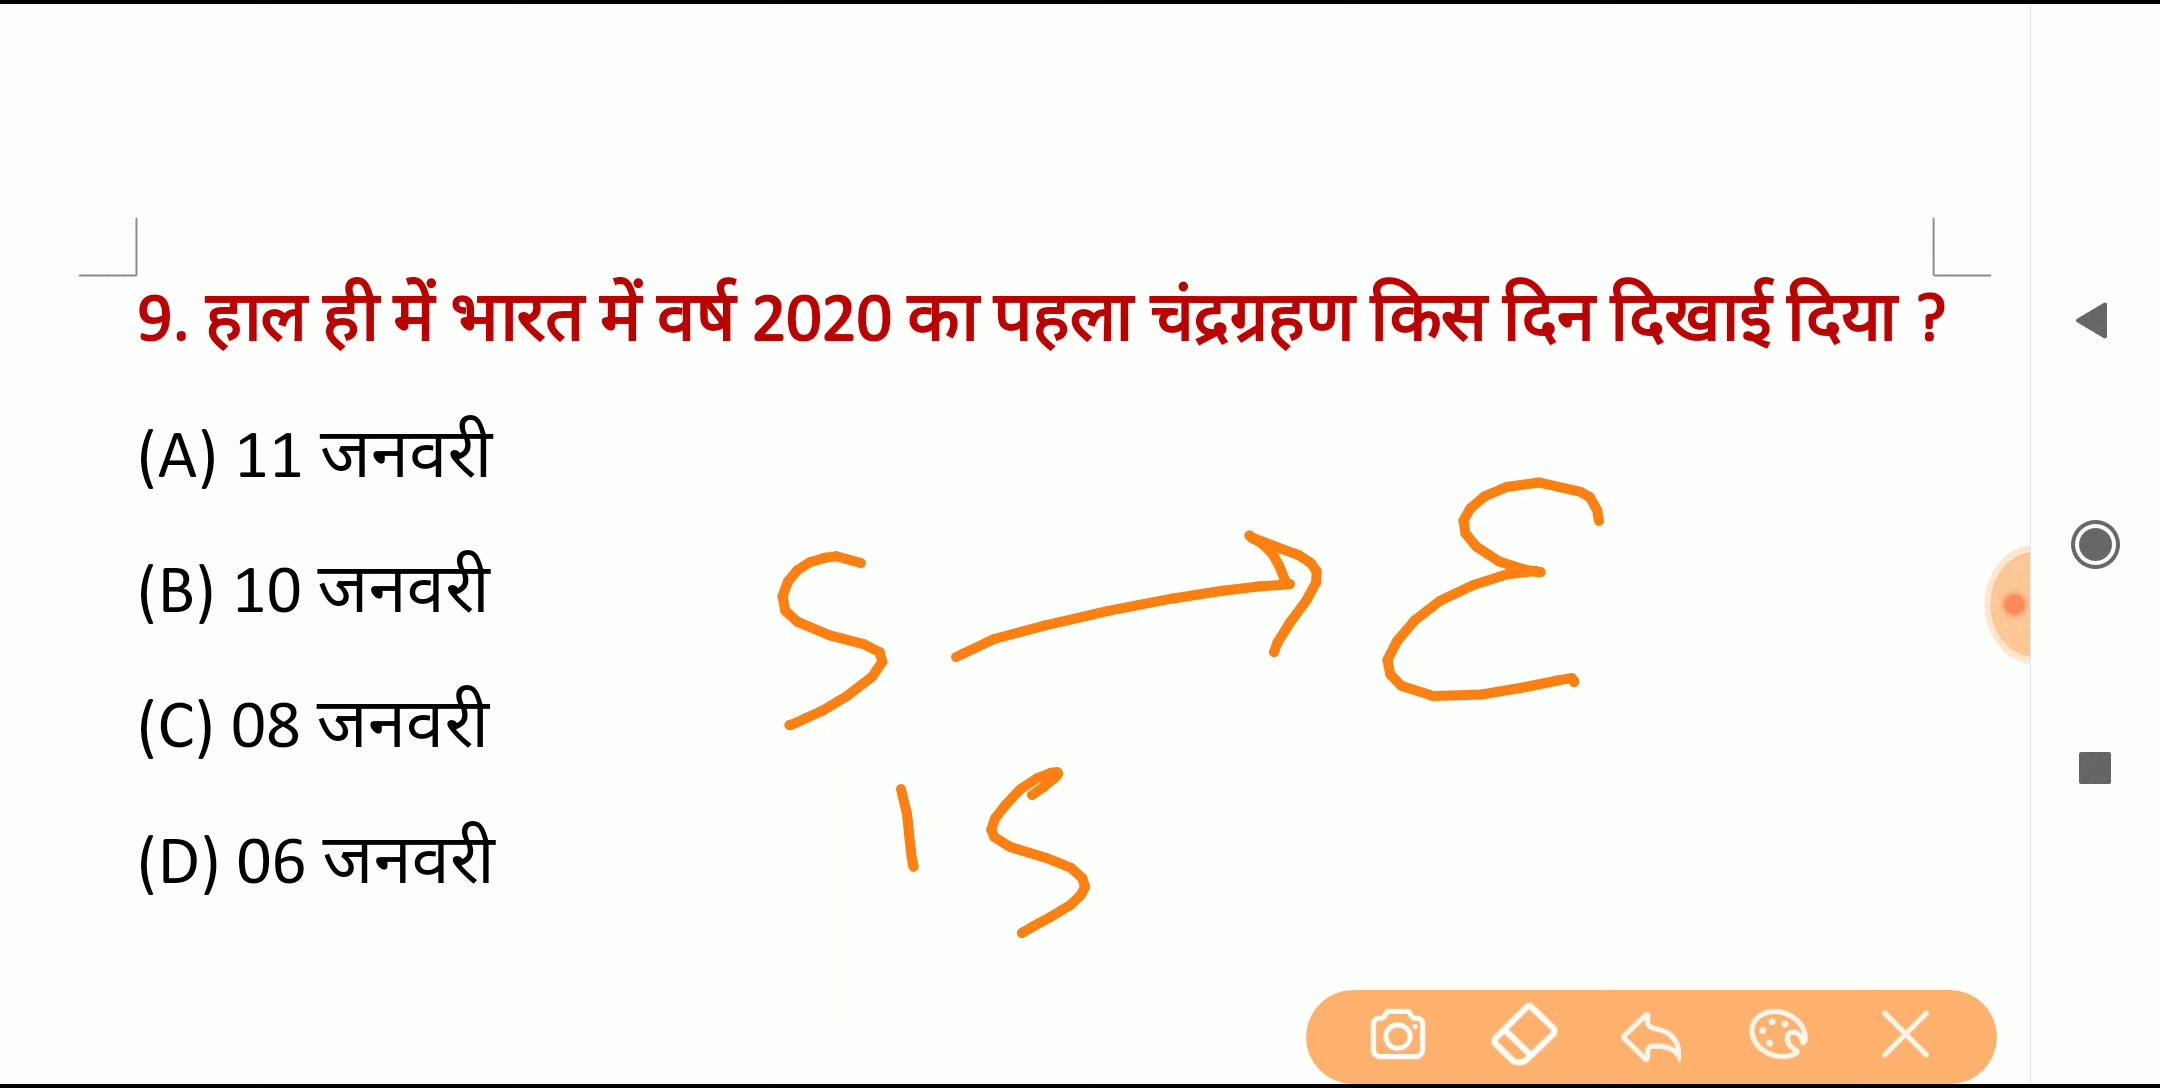 9. हाल ही में भारत में वर्ष 2020 का पहला चंद्रग्रहण किस दिन दिखाई दिया ?
(A) 11 जनवरी
(B) 10 जनवरी
(C) 08 जनवरी
(D) 06 जनवरी
S → E
1S